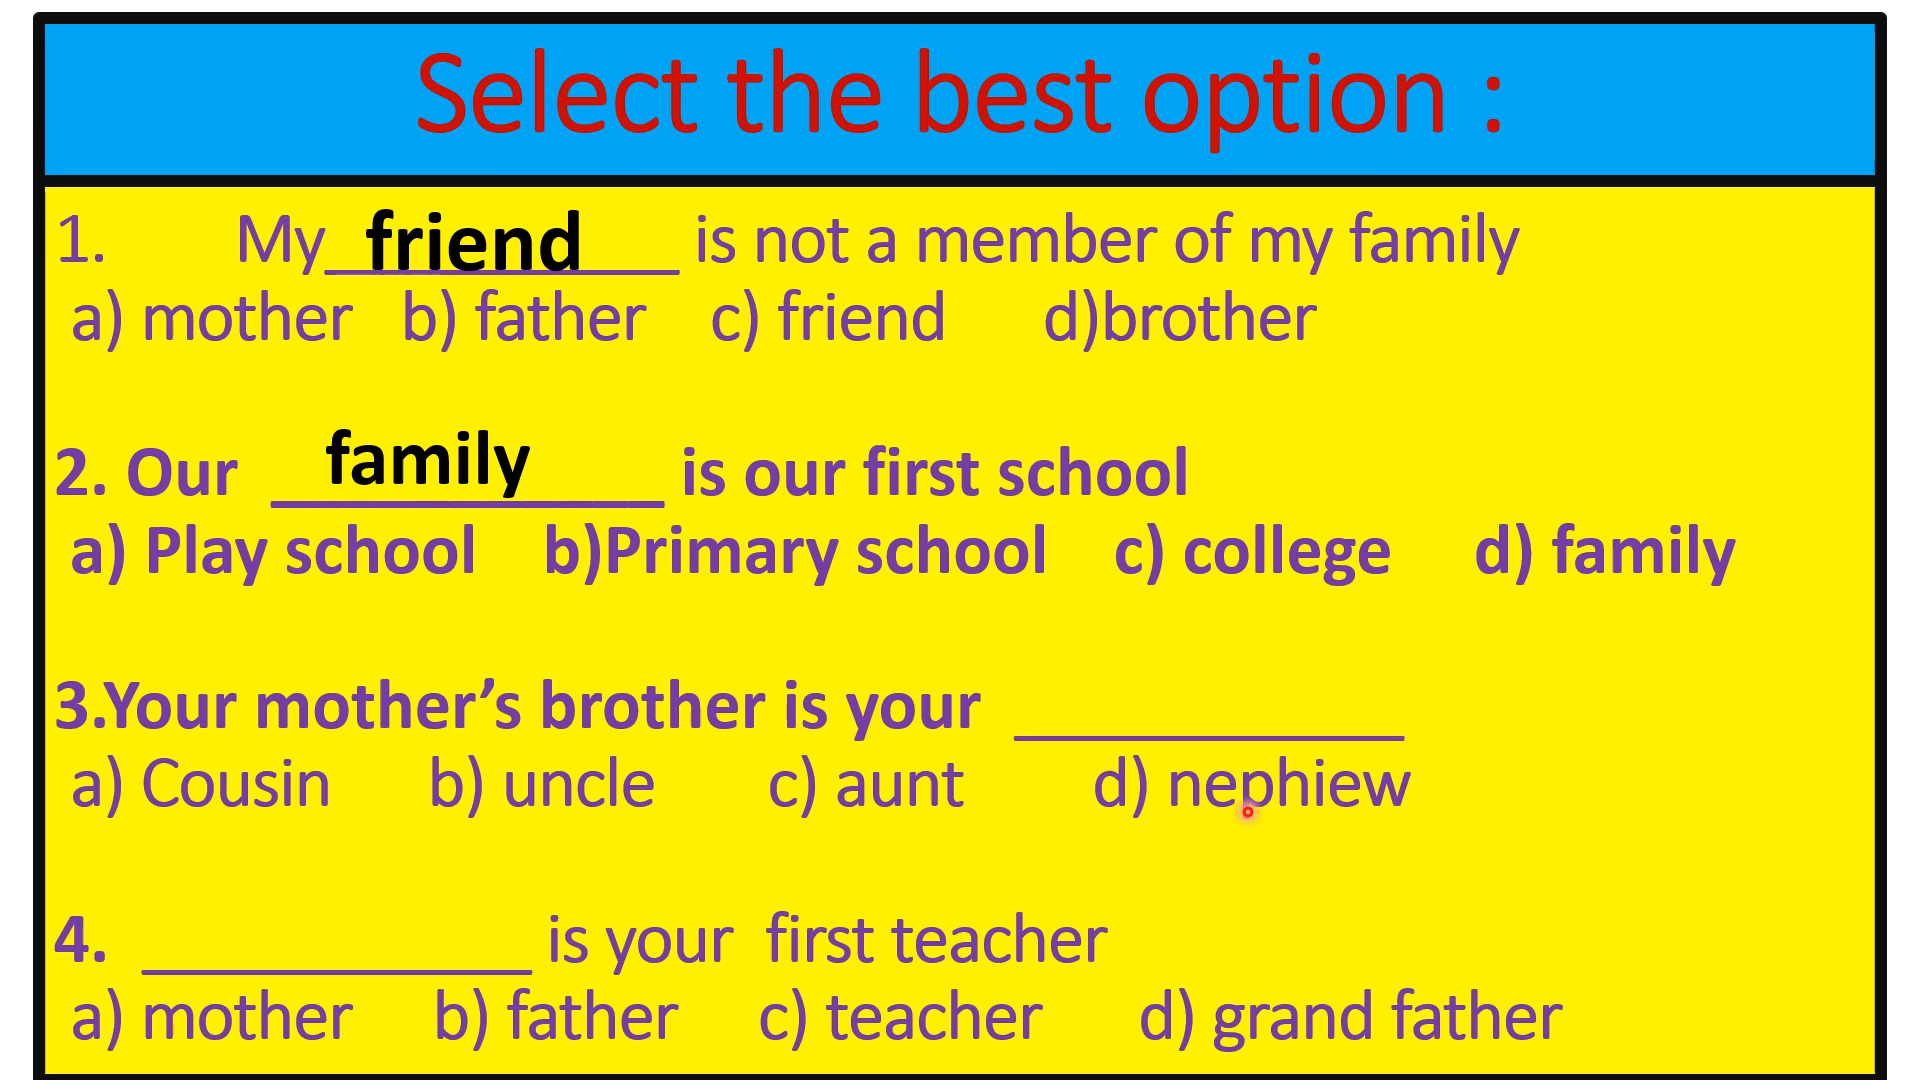 Select the best option :
1. My friend is not a member of my family
a) mother b) father c) friend d)brother
2. Our family is our first school
a) Play school b)Primary school c) college d) family
3.Your mother’s brother is your ____________
a) Cousin b) uncle c) aunt d) nephiew
4. ____________ is your first teacher
a) mother b) father c) teacher d) grand father